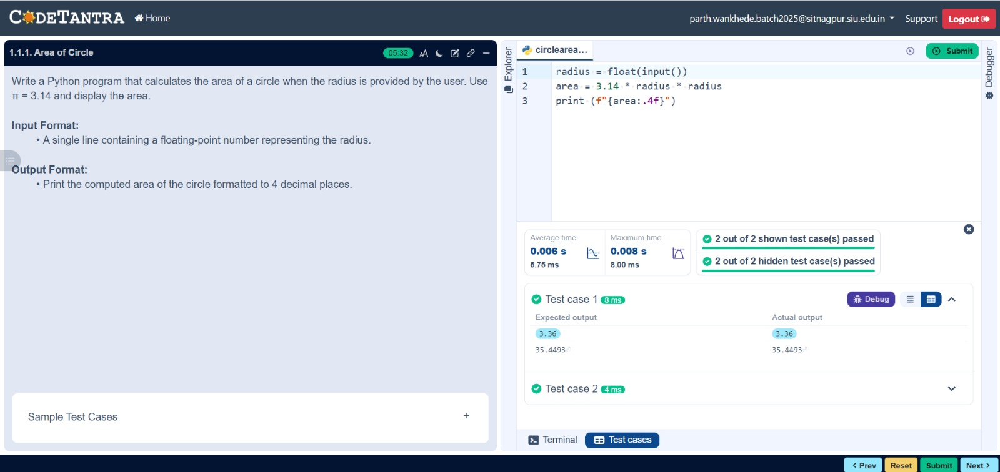 CODETANTRA
Home
parth.wankhede.batch2025@sitnagpur.siu.edu.in
Support
Logout
1.1.1. Area of Circle
05:32
AA
Write a Python program that calculates the area of a circle when the radius is provided by the user. Use
π = 3.14 and display the area.
Input Format:
• A single line containing a floating-point number representing the radius.
Output Format:
• Print the computed area of the circle formatted to 4 decimal places.
Sample Test Cases
+
Explorer
circlearea...
Submit
Debugger
1 radius = float(input())
2 area = 3.14 * radius * radius
3 print (f"{area:.4f}")
Average time
0.006 s
5.75 ms
Maximum time
0.008 s
8.00 ms
2 out of 2 shown test case(s) passed
2 out of 2 hidden test case(s) passed
Test case 1 8 ms
Debug
Expected output Actual output
3.36 3.36
35.4493 35.4493
Test case 2 4 ms
Terminal
Test cases
< Prev
Reset
Submit
Next >